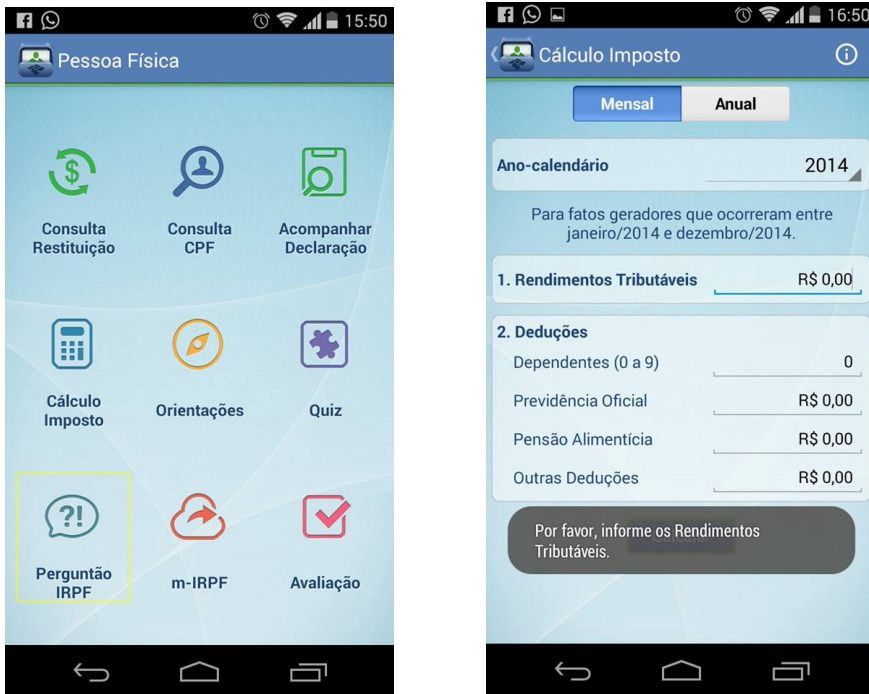 15:50
Pessoa Física
$
Consulta
Restituição
Consulta
CPF
Acompanhar
Declaração
Cálculo
Imposto
Orientações
Quiz
?!
Perguntão
IRPF
m-IRPF
Avaliação
16:50
Cálculo Imposto
Mensal Anual
Ano-calendário 2014
Para fatos geradores que ocorreram entre
janeiro/2014 e dezembro/2014.
1. Rendimentos Tributáveis R$ 0,00
2. Deduções
Dependentes (0 a 9) 0
Previdência Oficial R$ 0,00
Pensão Alimentícia R$ 0,00
Outras Deduções R$ 0,00
Por favor, informe os Rendimentos
Tributáveis.